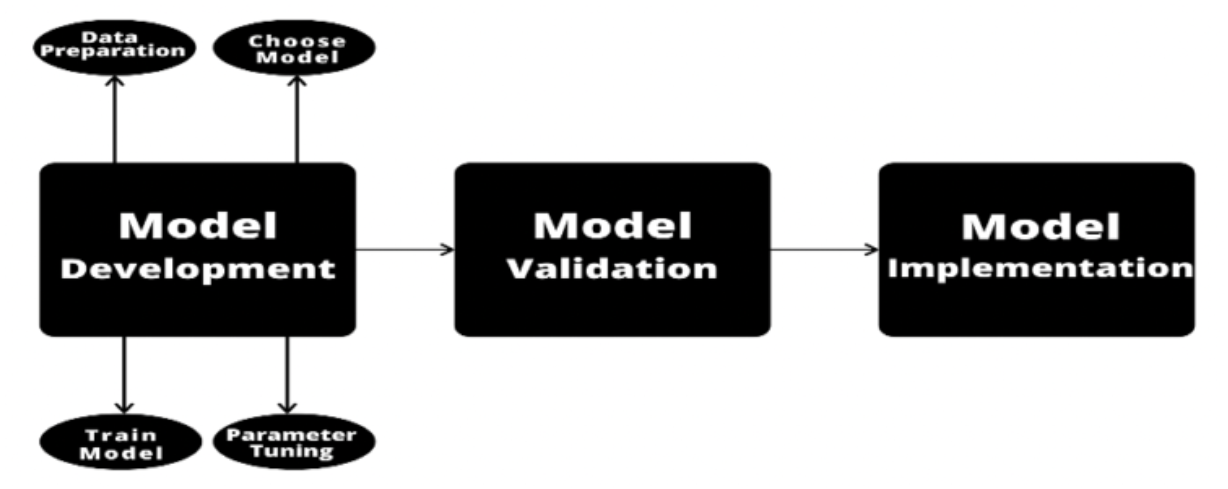 Data
Preparation
Choose
Model
Model
Development
Model
Validation
Model
Implementation
Train
Model
Parameter
Tuning